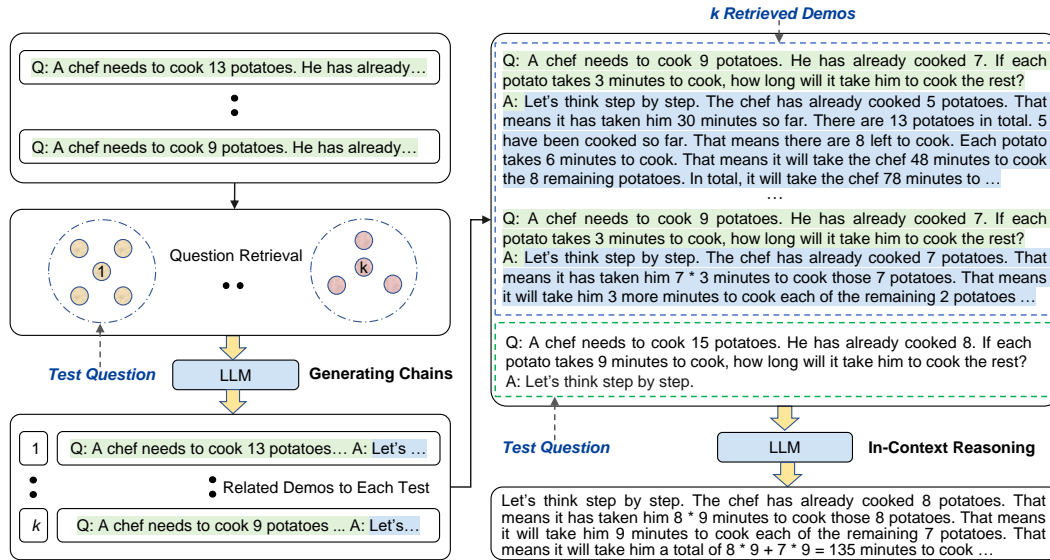 Q: A chef needs to cook 13 potatoes. He has already…
Q: A chef needs to cook 9 potatoes. He has already…
Question Retrieval
1
k
Test Question
LLM
Generating Chains
1
Q: A chef needs to cook 13 potatoes… A: Let's …
Related Demos to Each Test
k
Q: A chef needs to cook 9 potatoes ... A: Let's…
k Retrieved Demos
Q: A chef needs to cook 9 potatoes. He has already cooked 7. If each
potato takes 3 minutes to cook, how long will it take him to cook the rest?
A: Let's think step by step. The chef has already cooked 5 potatoes. That
means it has taken him 30 minutes so far. There are 13 potatoes in total. 5
have been cooked so far. That means there are 8 left to cook. Each potato
takes 6 minutes to cook. That means it will take the chef 48 minutes to cook
the 8 remaining potatoes. In total, it will take the chef 78 minutes to …
…
Q: A chef needs to cook 9 potatoes. He has already cooked 7. If each
potato takes 3 minutes to cook, how long will it take him to cook the rest?
A: Let's think step by step. The chef has already cooked 7 potatoes. That
means it has taken him 7 * 3 minutes to cook those 7 potatoes. That means
it will take him 3 more minutes to cook each of the remaining 2 potatoes …
Q: A chef needs to cook 15 potatoes. He has already cooked 8. If each
potato takes 9 minutes to cook, how long will it take him to cook the rest?
A: Let's think step by step.
Test Question
LLM
In-Context Reasoning
Let's think step by step. The chef has already cooked 8 potatoes. That
means it has taken him 8 * 9 minutes to cook those 8 potatoes. That means
it will take him 9 minutes to cook each of the remaining 7 potatoes. That
means it will take him a total of 8 * 9 + 7 * 9 = 135 minutes to cook …